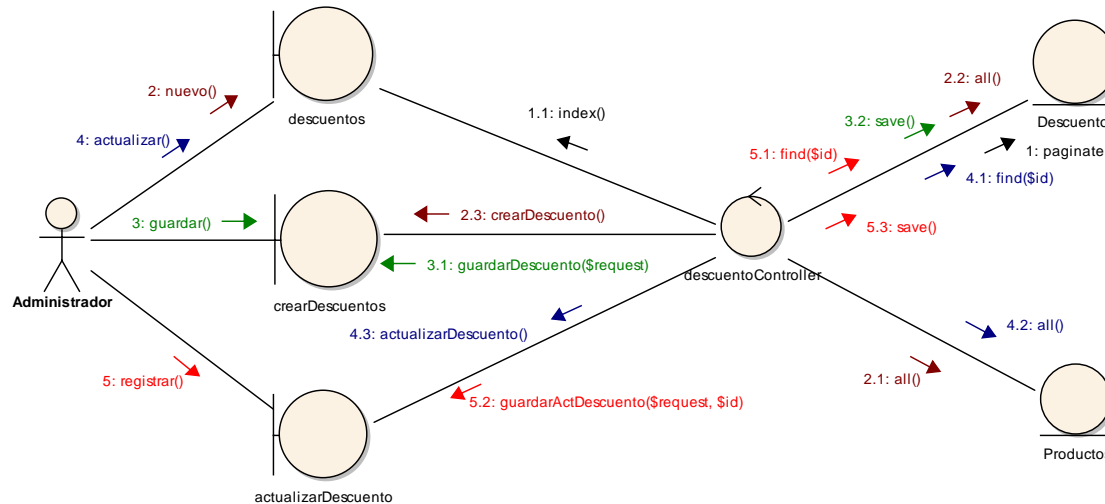 2: nuevo()
descuentos
4: actualizar()
1.1: index()
2.2: all()
3.2: save()
Descuento
1: paginate
5.1: find($id)
4.1: find($id)
3: guardar()
2.3: crearDescuento()
5.3: save()
3.1: guardarDescuento($request)
descuentoController
Administrador
crearDescuentos
4.3: actualizarDescuento()
4.2: all()
5: registrar()
2.1: all()
5.2: guardarActDescuento($request, $id)
Producto
actualizarDescuento